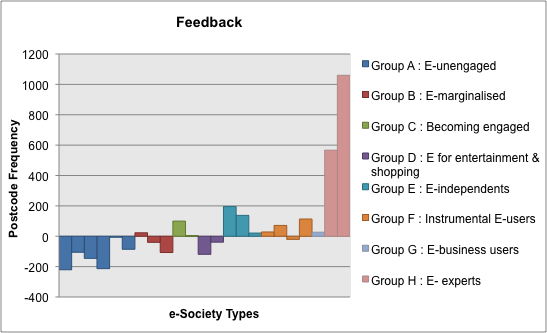 Feedback
1200
1000
800
600
400
200
0
-200
-400
Postcode Frequency
e-Society Types
Group A : E-unengaged
Group B : E-marginalised
Group C : Becoming engaged
Group D : E for entertainment &
shopping
Group E : E-independents
Group F : Instrumental E-users
Group G : E-business users
Group H : E- experts